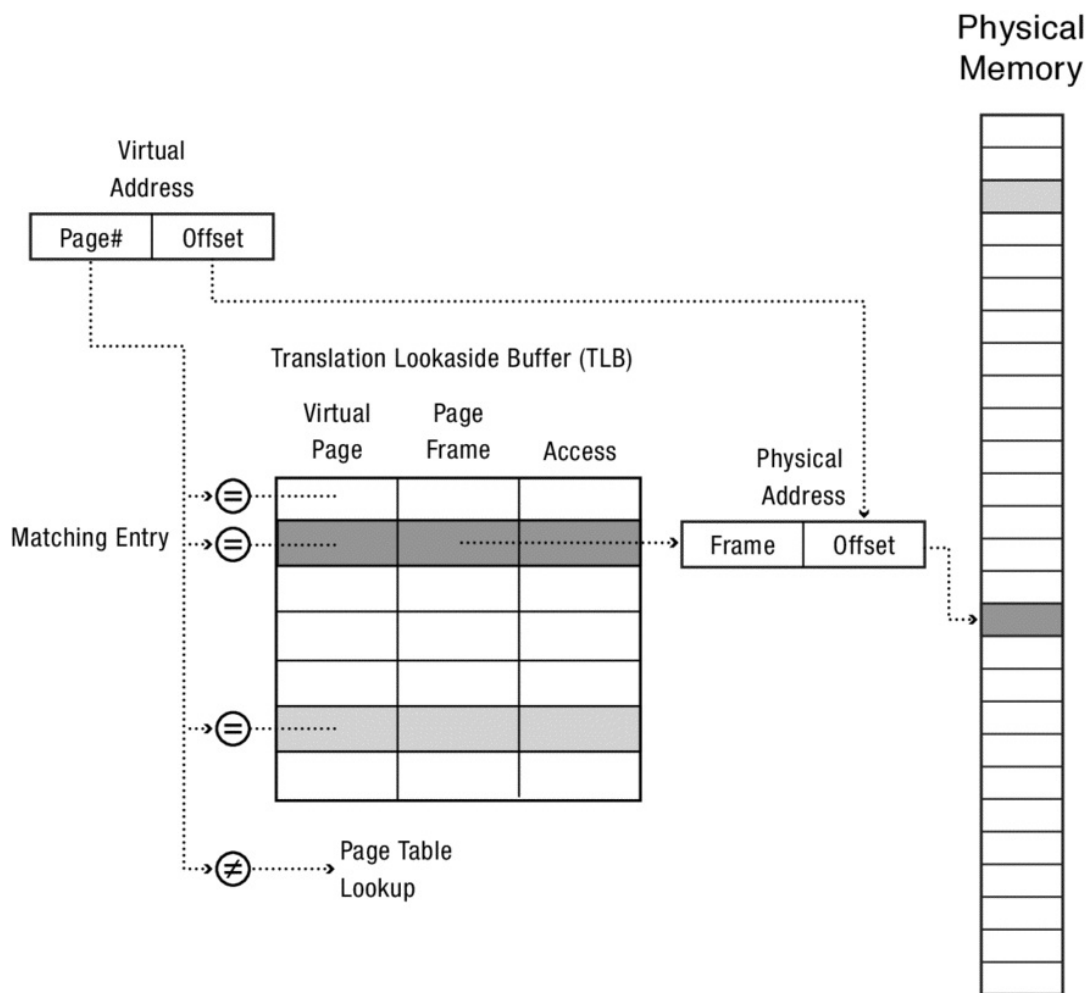 Physical
Memory
Virtual
Address
Page# Offset
Translation Lookaside Buffer (TLB)
Virtual
Page
Page
Frame
Access
Physical
Address
=
=
Matching Entry
Frame Offset
=
≠
Page Table
Lookup